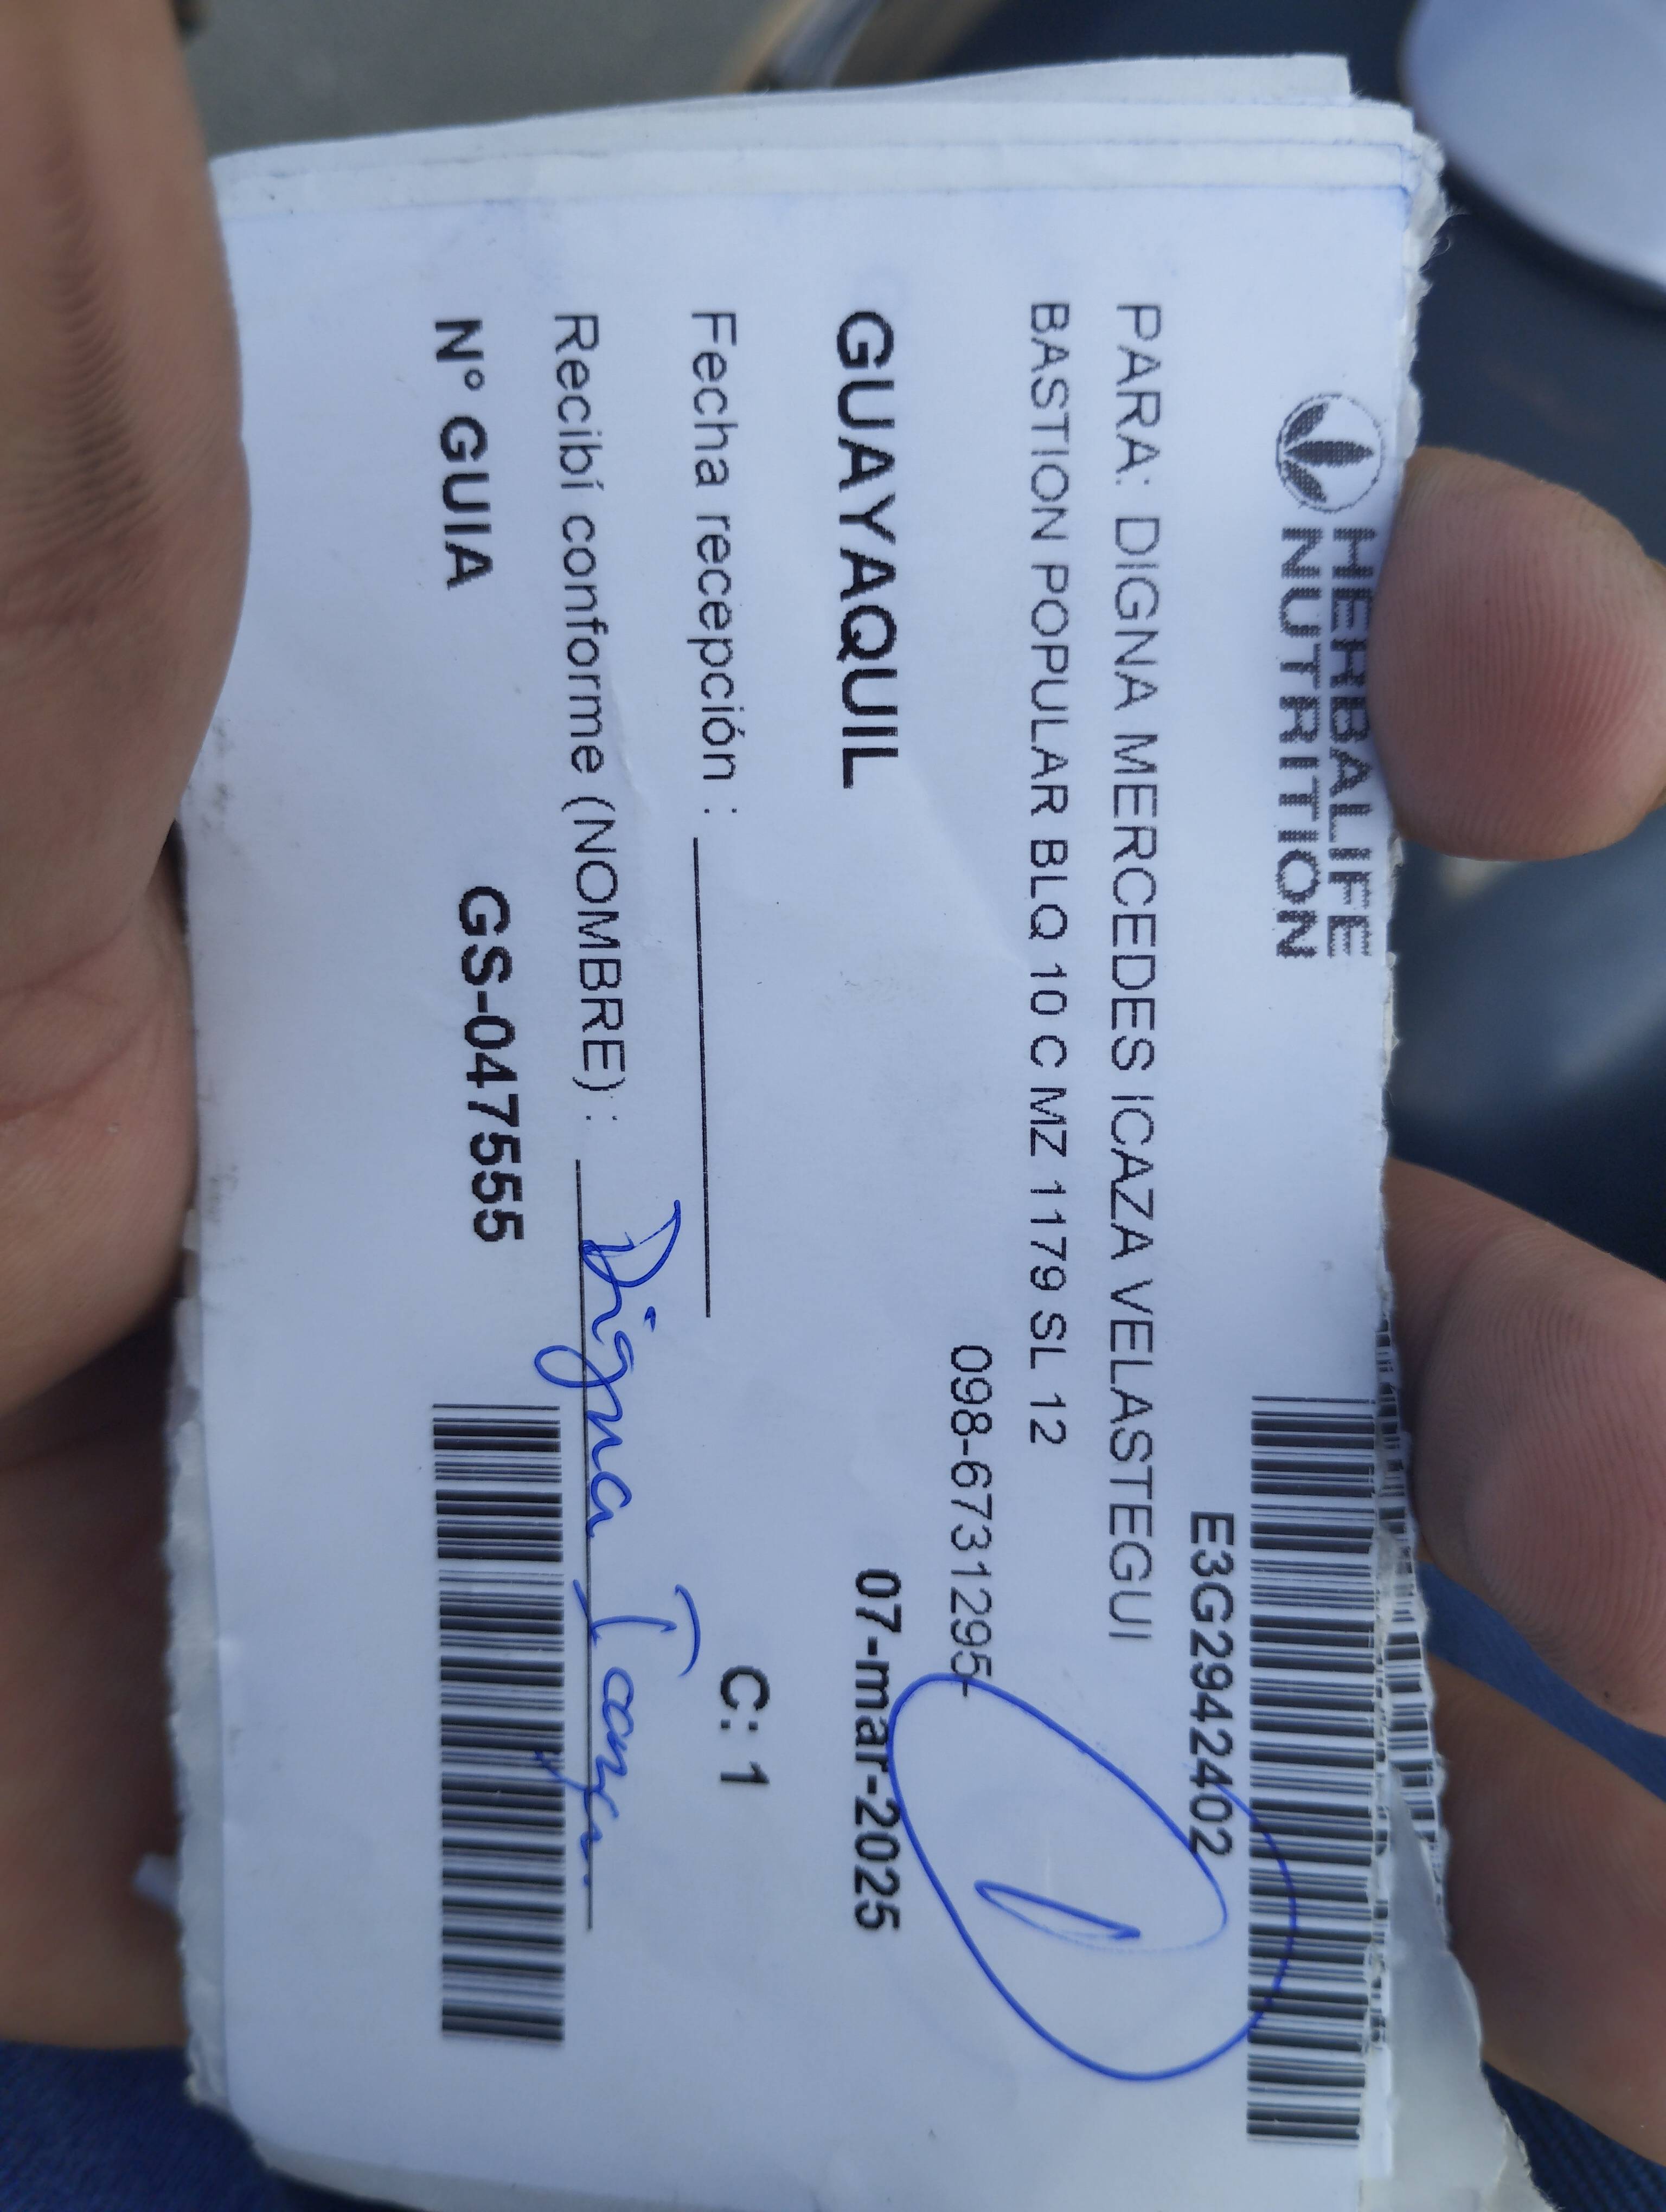 HERBALIFE
NUTRITION
E3G2942402
PARA: DIGNA MERCEDES ICAZA VELASTEGUI
BASTION POPULAR BLQ 10 C MZ 1179 SL 12
098-6731295-
GUAYAQUIL 07-mar-2025
Fecha recepción : C: 1
Recibí conforme (NOMBRE) : Digna Icaza
N° GUIA GS-047555